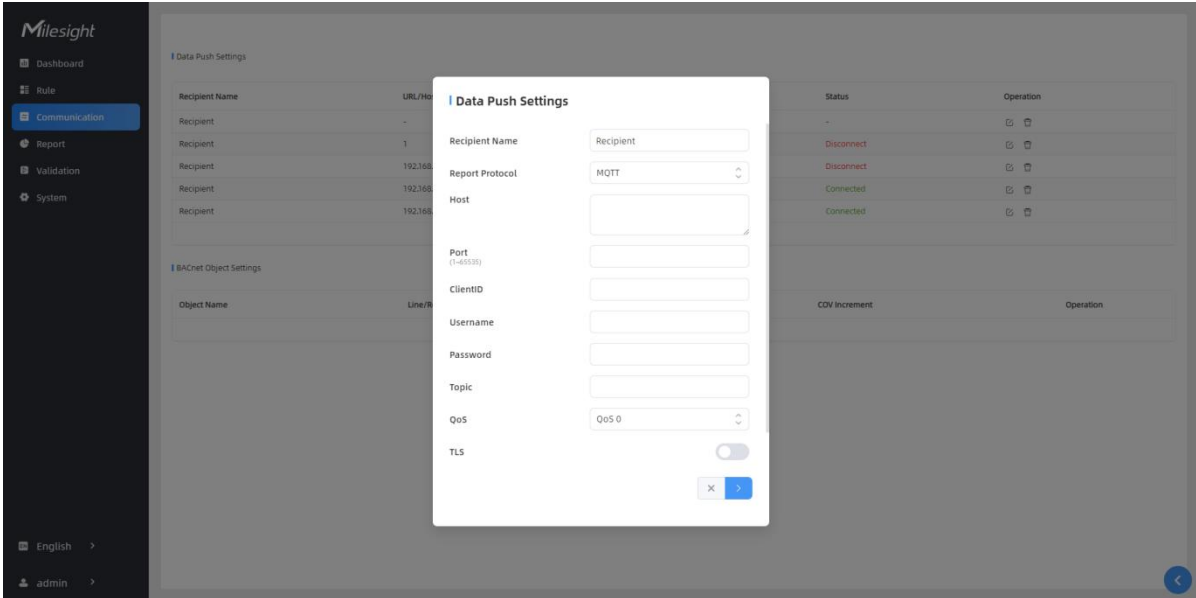 Milesight
Dashboard
Rule
Communication
Report
Validation
System
English
admin
Data Push Settings
Recipient Name URL/Ho Status Operation
Recipient - -
Recipient 1 Disconnect
Recipient 192.168. Disconnect
Recipient 192.168. Connected
Recipient 192.168. Connected
BACnet Object Settings
Object Name Line/R COV Increment Operation
Data Push Settings
Recipient Name Recipient
Report Protocol MQTT
Host
Port
(1~65535)
ClientID
Username
Password
Topic
QoS QoS 0
TLS